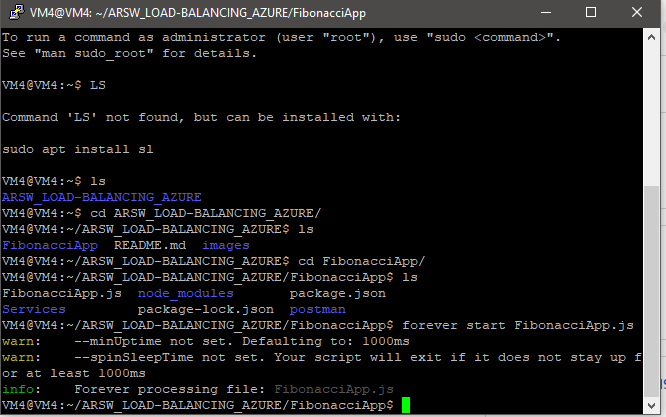 VM4@VM4: ~/ARSW_LOAD-BALANCING_AZURE/FibonacciApp
To run a command as administrator (user "root"), use "sudo <command>".
See "man sudo_root" for details.
VM4@VM4:~$ LS
Command 'LS' not found, but can be installed with:
sudo apt install sl
VM4@VM4:~$ ls
ARSW_LOAD-BALANCING_AZURE
VM4@VM4:~$ cd ARSW_LOAD-BALANCING_AZURE/
VM4@VM4:~/ARSW_LOAD-BALANCING_AZURE$ ls
FibonacciApp  README.md  images
VM4@VM4:~/ARSW_LOAD-BALANCING_AZURE$ cd FibonacciApp/
VM4@VM4:~/ARSW_LOAD-BALANCING_AZURE/FibonacciApp$ ls
FibonacciApp.js  node_modules       package.json
Services         package-lock.json  postman
VM4@VM4:~/ARSW_LOAD-BALANCING_AZURE/FibonacciApp$ forever start FibonacciApp.js
warn:    --minUptime not set. Defaulting to: 1000ms
warn:    --spinSleepTime not set. Your script will exit if it does not stay up f
or at least 1000ms
info:    Forever processing file: FibonacciApp.js
VM4@VM4:~/ARSW_LOAD-BALANCING_AZURE/FibonacciApp$